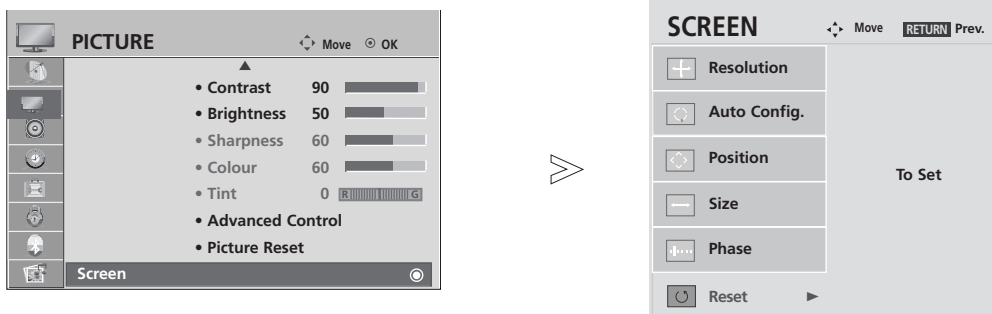 PICTURE Move OK
• Contrast 90
• Brightness 50
• Sharpness 60
• Colour 60
• Tint 0 R G
• Advanced Control
• Picture Reset
Screen
SCREEN Move RETURN Prev.
Resolution
Auto Config.
Position
Size
Phase
Reset
To Set